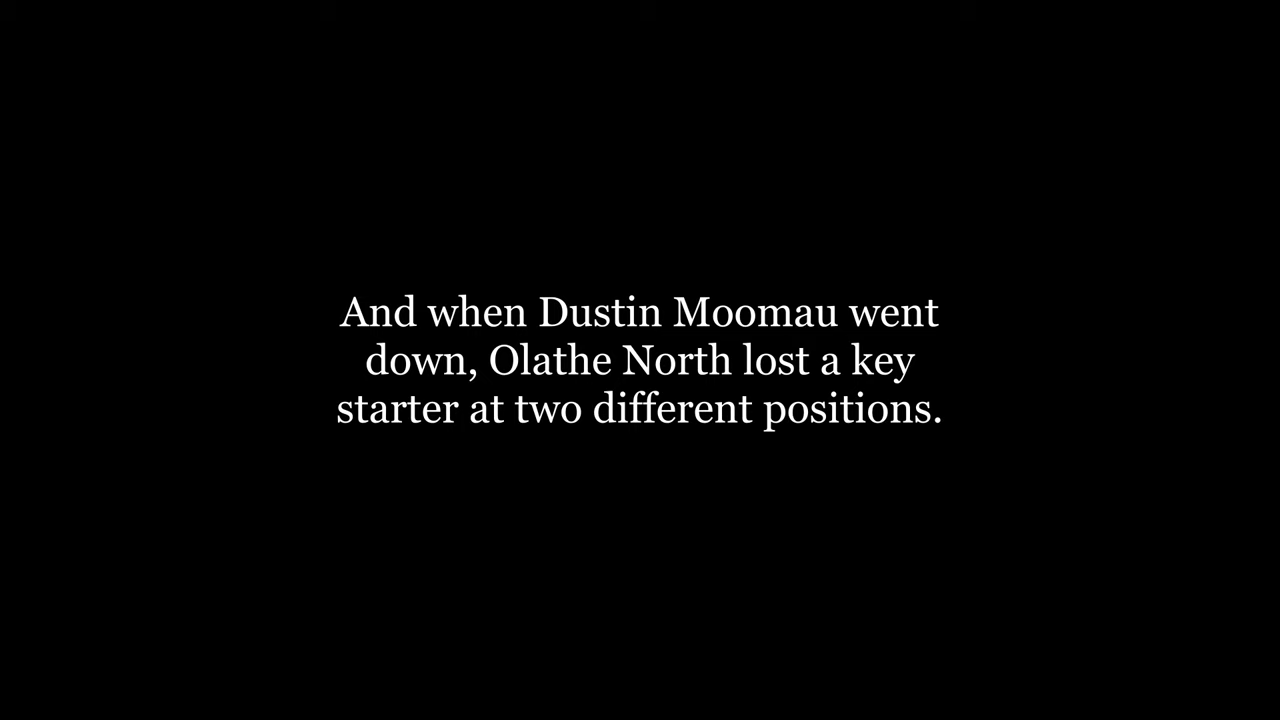 And when Dustin Moomau went
down, Olathe North lost a key
starter at two different positions.